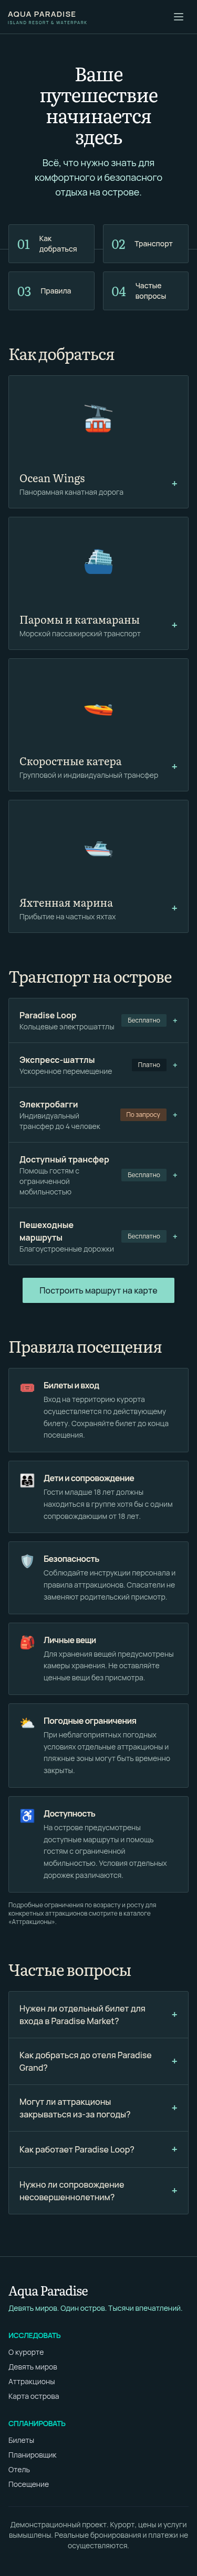 AQUA PARADISE
ISLAND RESORT & WATERPARK
Ваше
путешествие
начинается
здесь
Всё, что нужно знать для
комфортного и безопасного
отдыха на острове.
01 Как
добраться
02 Транспорт
03 Правила
04 Частые
вопросы
Как добраться
Ocean Wings
Панорамная канатная дорога
+
Паромы и катамараны
Морской пассажирский транспорт
+
Скоростные катера
Групповой и индивидуальный трансфер
+
Яхтенная марина
Прибытие на частных яхтах
+
Транспорт на острове
Paradise Loop
Кольцевые электрошаттлы
Бесплатно +
Экспресс-шаттлы
Ускоренное перемещение
Платно +
Электробагги
Индивидуальный
трансфер до 4 человек
По запросу +
Доступный трансфер
Помощь гостям с
ограниченной
мобильностью
Бесплатно +
Пешеходные
маршруты
Благоустроенные дорожки
Бесплатно +
Построить маршрут на карте
Правила посещения
Билеты и вход
Вход на территорию курорта
осуществляется по действующему
билету. Сохраняйте билет до конца
посещения.
Дети и сопровождение
Гости младше 18 лет должны
находиться в группе хотя бы с одним
сопровождающим от 18 лет.
Безопасность
Соблюдайте инструкции персонала и
правила аттракционов. Спасатели не
заменяют родительский присмотр.
Личные вещи
Для хранения вещей предусмотрены
камеры хранения. Не оставляйте
ценные вещи без присмотра.
Погодные ограничения
При неблагоприятных погодных
условиях отдельные аттракционы и
пляжные зоны могут быть временно
закрыты.
Доступность
На острове предусмотрены
доступные маршруты и помощь
гостям с ограниченной
мобильностью. Условия отдельных
дорожек различаются.
Подробные ограничения по возрасту и росту для
конкретных аттракционов смотрите в каталоге
«Аттракционы».
Частые вопросы
Нужен ли отдельный билет для
входа в Paradise Market?
+
Как добраться до отеля Paradise
Grand?
+
Могут ли аттракционы
закрываться из-за погоды?
+
Как работает Paradise Loop?
+
Нужно ли сопровождение
несовершеннолетним?
+
Aqua Paradise
Девять миров. Один остров. Тысячи впечатлений.
ИССЛЕДОВАТЬ
О курорте
Девять миров
Аттракционы
Карта острова
СПЛАНИРОВАТЬ
Билеты
Планировщик
Отель
Посещение
Демонстрационный проект. Курорт, цены и услуги
вымышлены. Реальные бронирования и платежи не
осуществляются.